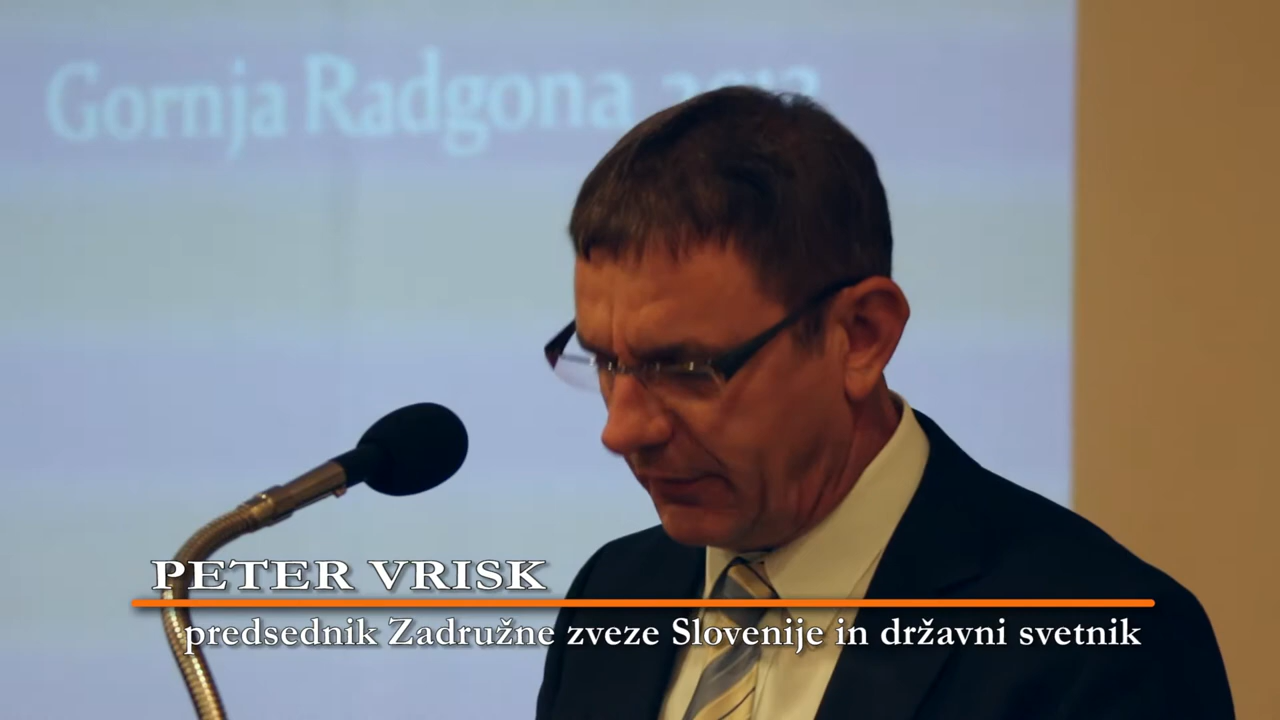 Gornja Radgona
PETER VRISK
predsednik Zadružne zveze Slovenije in državni svetnik